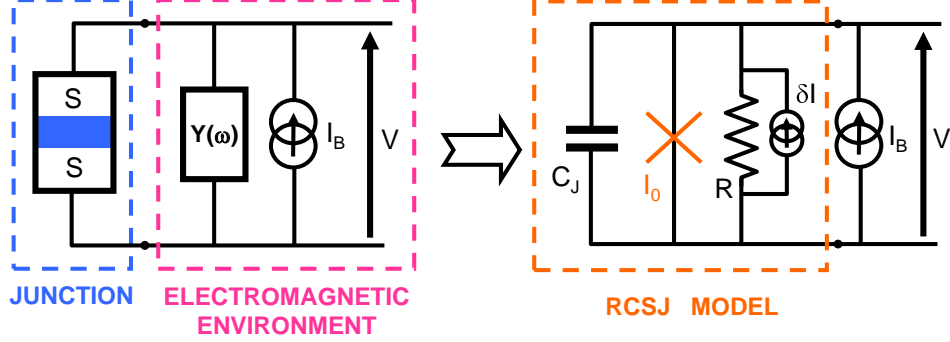 S
S
Y(ω)
I_B
V
C_J
I_0
R
δI
I_B
V
JUNCTION
ELECTROMAGNETIC
ENVIRONMENT
RCSJ MODEL